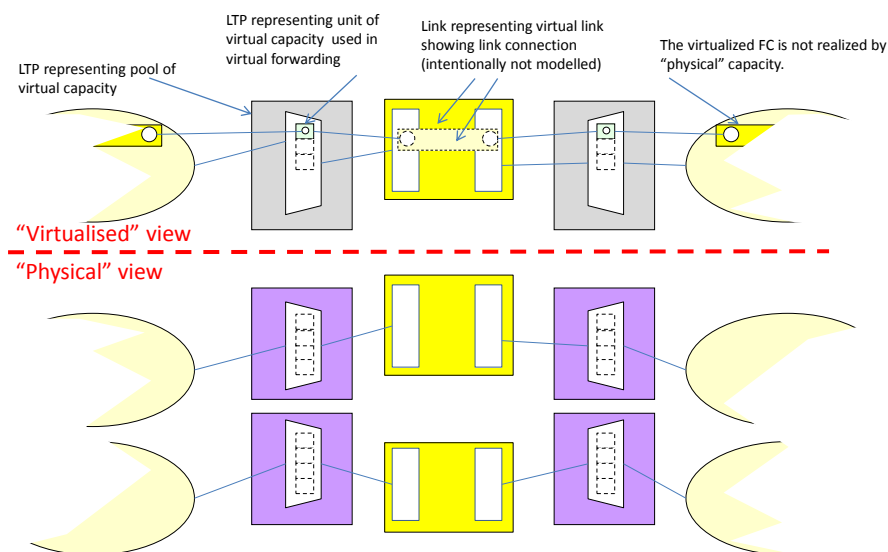 LTP representing unit of
virtual capacity used in
virtual forwarding
Link representing virtual link
showing link connection
(intentionally not modelled)
The virtualized FC is not realized by
“physical” capacity.
LTP representing pool of
virtual capacity
“Virtualised” view
“Physical” view